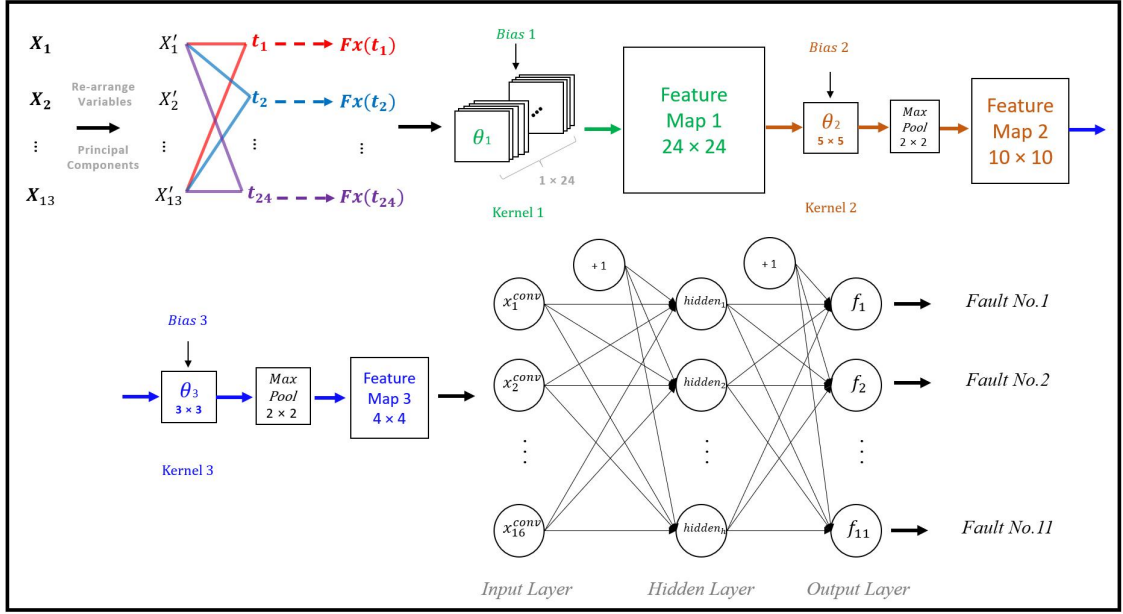 X₁
X₂
⋮
X₁₃
Re-arrange
Variables
Principal
Components
X′₁
X′₂
⋮
X′₁₃
t₁
Fx(t₁)
t₂
Fx(t₂)
⋮
⋮
t₂₄
Fx(t₂₄)
Bias 1
θ₁
1 × 24
Kernel 1
Feature
Map 1
24 × 24
Bias 2
θ₂
5 × 5
Kernel 2
Max
Pool
2 × 2
Feature
Map 2
10 × 10
Bias 3
θ₃
3 × 3
Kernel 3
Max
Pool
2 × 2
Feature
Map 3
4 × 4
+1
+1
x₁ᶜᵒⁿᵛ
hidden₁
f₁
Fault No.1
x₂ᶜᵒⁿᵛ
hidden₂
f₂
Fault No.2
⋮
⋮
⋮
x₁₆ᶜᵒⁿᵛ
hiddenₕ
f₁₁
Fault No.11
Input Layer
Hidden Layer
Output Layer